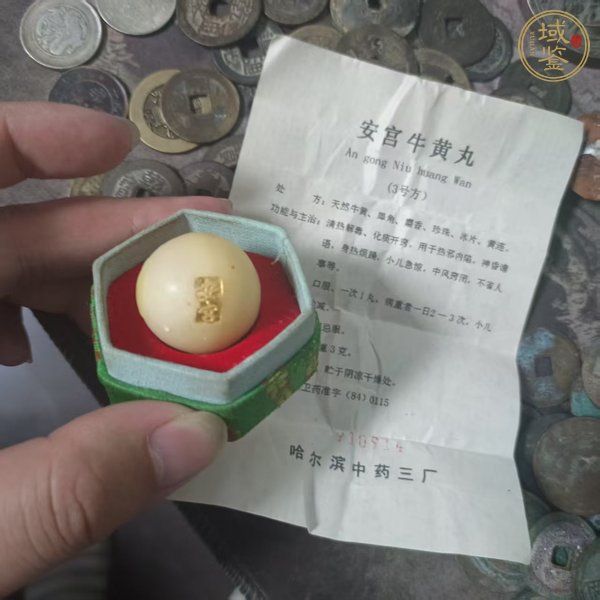 域鉴
安宫牛黄丸
An gong Niu huang Wan
(3号方)
处 方：天然牛黄、犀角、麝香、珍珠、冰片、黄连、
功能与主治：清热解毒、化痰开窍，用于热邪内陷，神昏谵
语，身热烦躁，小儿急惊，中风窍闭，不省人
事等。
口服，一次1丸，病重者一日2－3次，小儿
减。
总服。
3克。
贮于阴凉干燥处。
卫药准字（84）0115
哈尔滨中药三厂